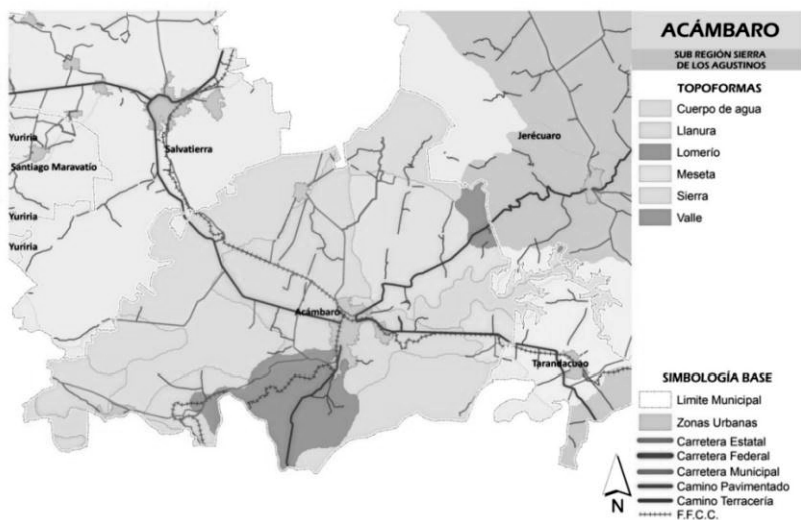 ACÁMBARO
SUB REGIÓN SIERRA
DE LOS AGUSTINOS
TOPOFORMAS
Cuerpo de agua
Llanura
Lomerío
Meseta
Sierra
Valle
Yuriria
Santiago Maravatío
Salvatierra
Jerécuaro
Yuriria
Yuriria
Acámbaro
Tarandacuao
SIMBOLOGÍA BASE
Limite Municipal
Zonas Urbanas
Carretera Estatal
Carretera Federal
Carretera Municipal
Camino Pavimentado
Camino Terracería
F.F.C.C.
N